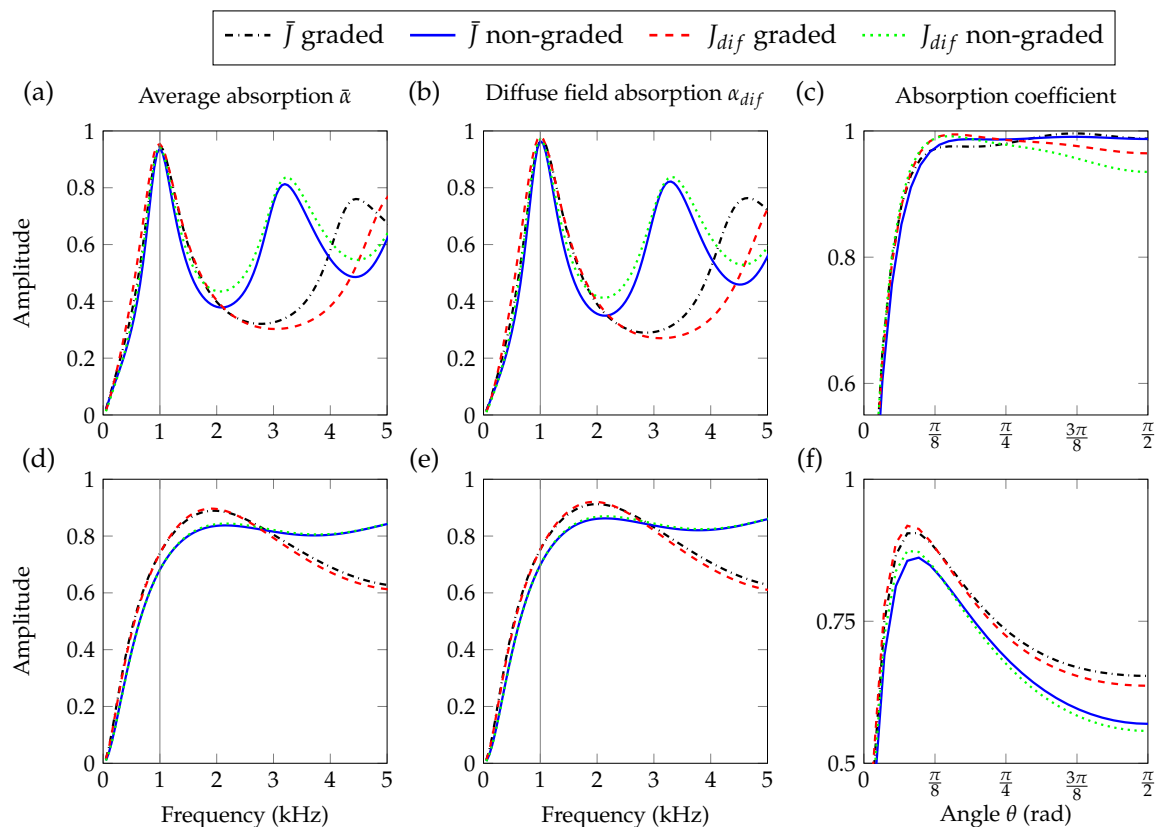 J̄ graded J̄ non-graded J_dif graded J_dif non-graded
(a) Average absorption ᾱ
(b) Diffuse field absorption α_dif
(c) Absorption coefficient
Amplitude
1
0.8
0.6
0.4
0.2
0
0 1 2 3 4 5
1
0.8
0.6
0.4
0.2
0
0 1 2 3 4 5
1
0.8
0.6
0 π/8 π/4 3π/8 π/2
(d)
Amplitude
1
0.8
0.6
0.4
0.2
0
0 1 2 3 4 5
Frequency (kHz)
(e)
1
0.8
0.6
0.4
0.2
0
0 1 2 3 4 5
Frequency (kHz)
(f)
1
0.75
0.5
0 π/8 π/4 3π/8 π/2
Angle θ (rad)